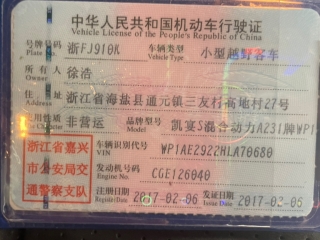 中华人民共和国机动车行驶证
Vehicle License of the People's Republic of China
号牌号码 浙FJ910K 车辆类型 小型越野客车
Plate Vehicle Type
所有人 徐浩
Owner
住址 浙江省海盐县通元镇三友村高地村27号
使用性质 非营运 品牌型号 凯宴S混合动力A231牌WP1
浙江省嘉兴
市公安局交
通警察支队
车辆识别代号 WP1AE2922HLA70680
VIN
发动机号码 CGE126040
Engine No.
注册日期 2017-02-06 发证日期 2017-02-06
Register Date Issue Date